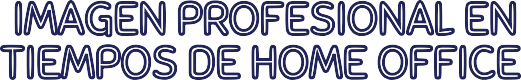 IMAGEN PROFESIONAL EN
TIEMPOS DE HOME OFFICE